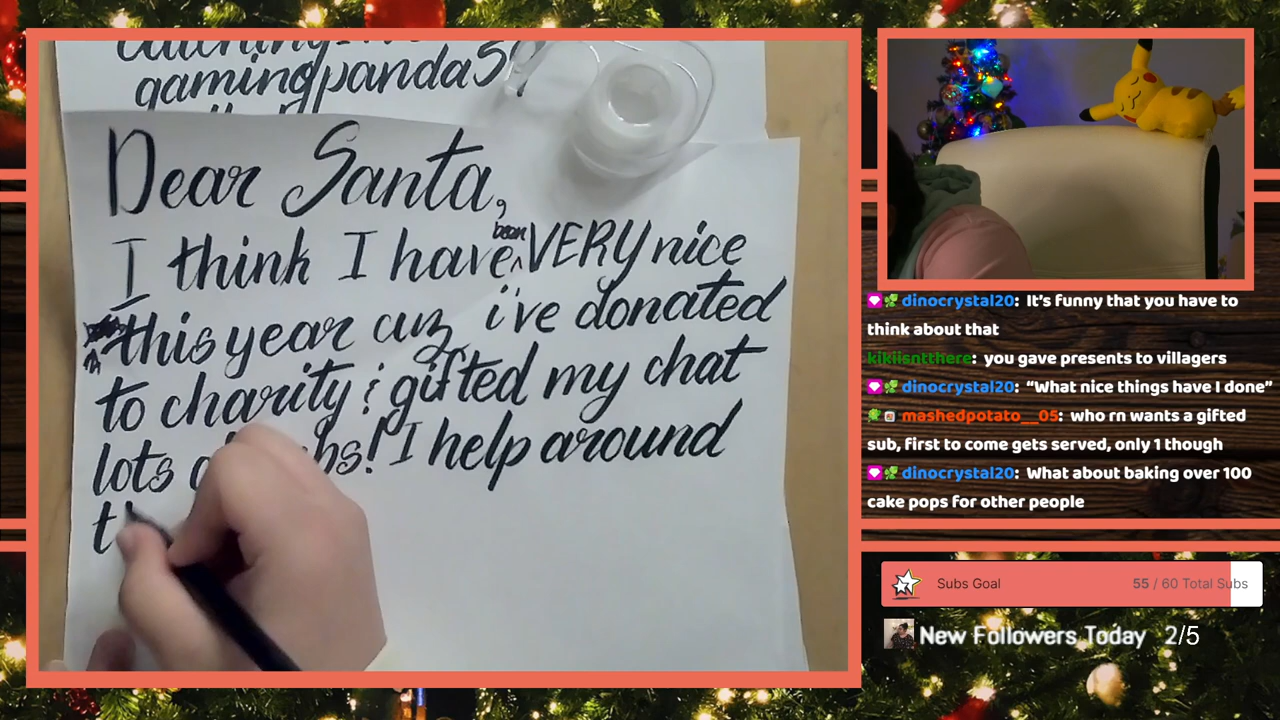 gamingpanda5
Dear Santa,
I think I have been VERY nice
this year cuz i've donated
to charity & gifted my chat
lots subs! I help around
dinocrystal20: It's funny that you have to
think about that
kikiisntthere: you gave presents to villagers
dinocrystal20: “What nice things have I done”
mashedpotato__05: who rn wants a gifted
sub, first to come gets served, only 1 though
dinocrystal20: What about baking over 100
cake pops for other people
Subs Goal 55 / 60 Total Subs
New Followers Today 2/5